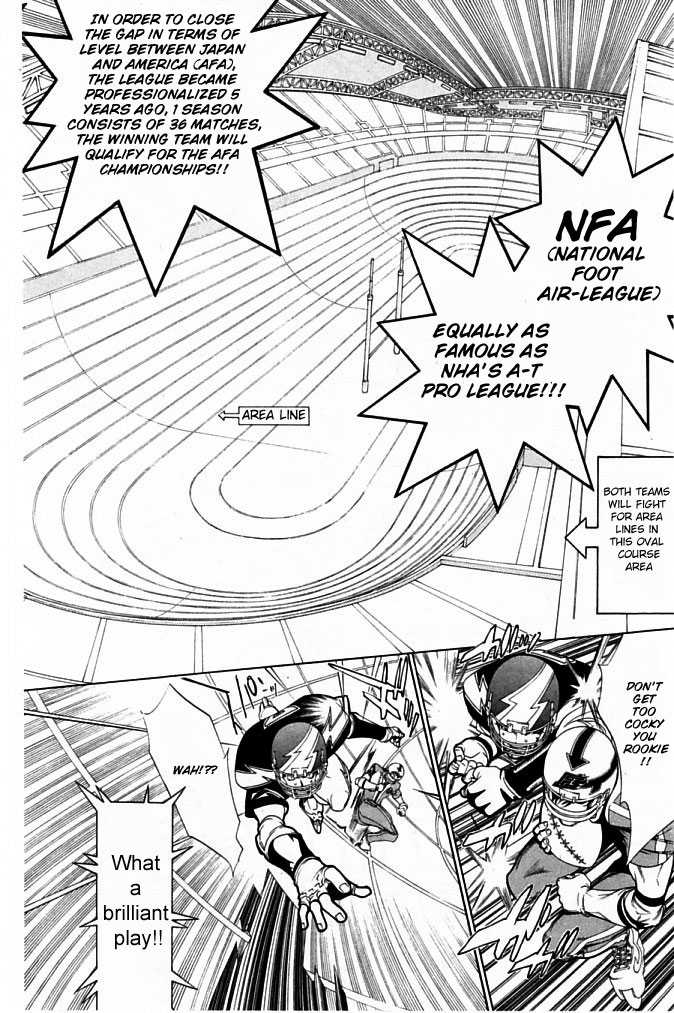 NFA
(NATIONAL
FOOT
AIR-LEAGUE)
EQUALLY AS
FAMOUS AS
NHA'S A-T
PRO LEAGUE!!!
IN ORDER TO CLOSE
THE GAP IN TERMS OF
LEVEL BETWEEN JAPAN
AND AMERICA (AFA),
THE LEAGUE BECAME
PROFESSIONALIZED 5
YEARS AGO, 1 SEASON
CONSISTS OF 36 MATCHES,
THE WINNING TEAM WILL
QUALIFY FOR THE AFA
CHAMPIONSHIPS!!
AREA LINE
BOTH TEAMS
WILL FIGHT
FOR AREA
LINES IN
THIS OVAL
COURSE
AREA
DON'T
GET
TOO
COCKY
YOU
ROOKIE
!!
WAH!??
What
a
brilliant
play!!